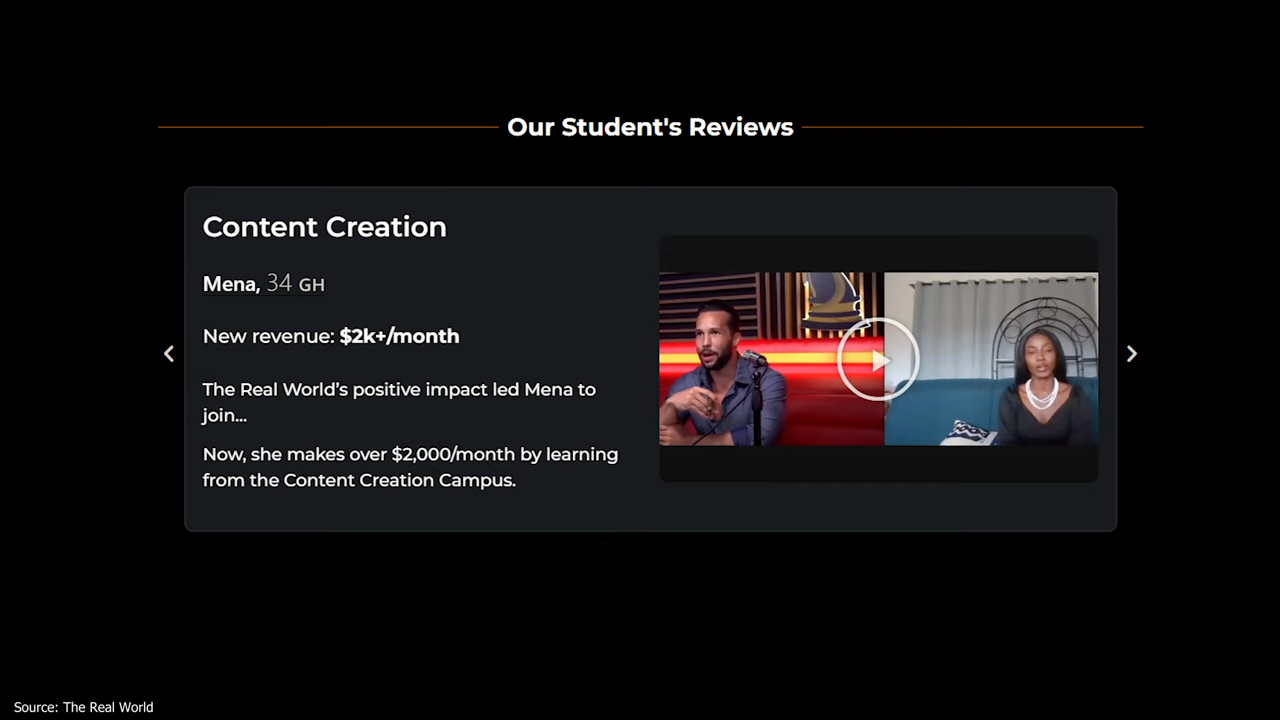 Our Student's Reviews
Content Creation
Mena, 34 GH
New revenue: $2k+/month
The Real World’s positive impact led Mena to
join...
Now, she makes over $2,000/month by learning
from the Content Creation Campus.
Source: The Real World